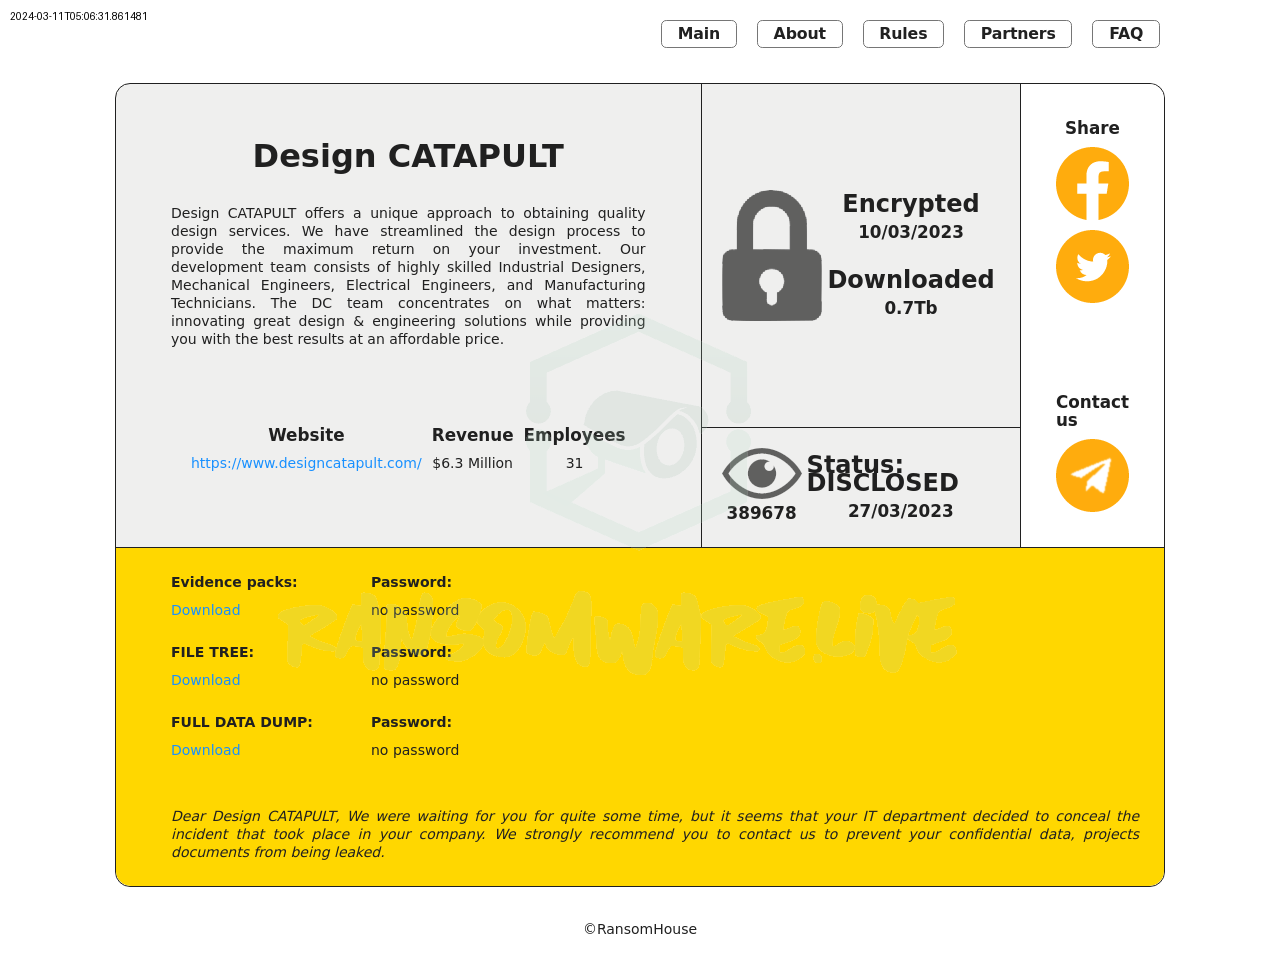 2024-03-11T05:06:31.861481
Main About Rules Partners FAQ
Design CATAPULT
Design CATAPULT offers a unique approach to obtaining quality
design services. We have streamlined the design process to
provide the maximum return on your investment. Our
development team consists of highly skilled Industrial Designers,
Mechanical Engineers, Electrical Engineers, and Manufacturing
Technicians. The DC team concentrates on what matters:
innovating great design & engineering solutions while providing
you with the best results at an affordable price.
Website Revenue Employees
https://www.designcatapult.com/ $6.3 Million 31
Encrypted
10/03/2023
Downloaded
0.7Tb
Status:
DISCLOSED
389678 27/03/2023
Share
Contact
us
Evidence packs: Password:
Download no password
RANSOMWARE.LIVE
FILE TREE: Password:
Download no password
FULL DATA DUMP: Password:
Download no password
Dear Design CATAPULT, We were waiting for you for quite some time, but it seems that your IT department decided to conceal the
incident that took place in your company. We strongly recommend you to contact us to prevent your confidential data, projects
documents from being leaked.
©RansomHouse